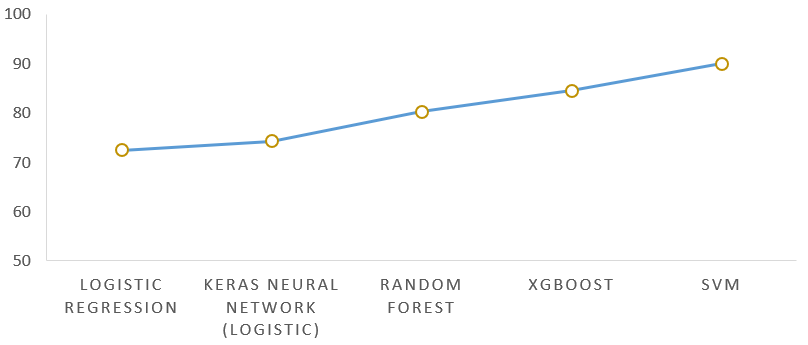 100
90
80
70
60
50
LOGISTIC
REGRESSION
KERAS NEURAL
NETWORK
(LOGISTIC)
RANDOM
FOREST
XGBOOST
SVM